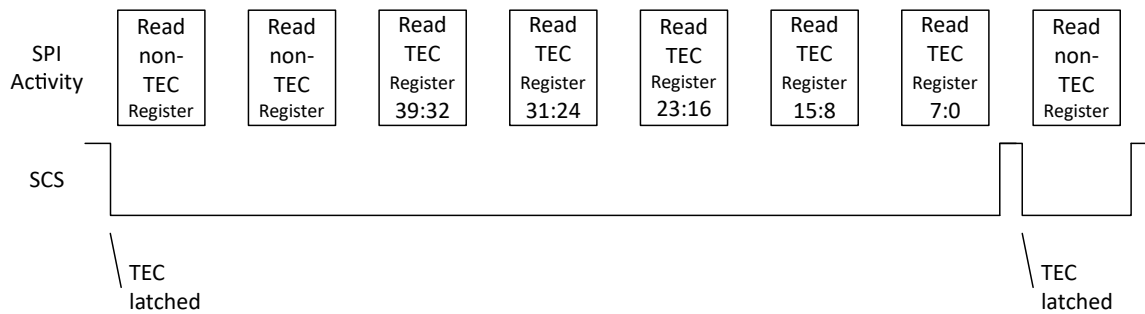 SPI
Activity
Read
non-
TEC
Register
Read
non-
TEC
Register
Read
TEC
Register
39:32
Read
TEC
Register
31:24
Read
TEC
Register
23:16
Read
TEC
Register
15:8
Read
TEC
Register
7:0
Read
non-
TEC
Register
SCS
TEC
latched
TEC
latched